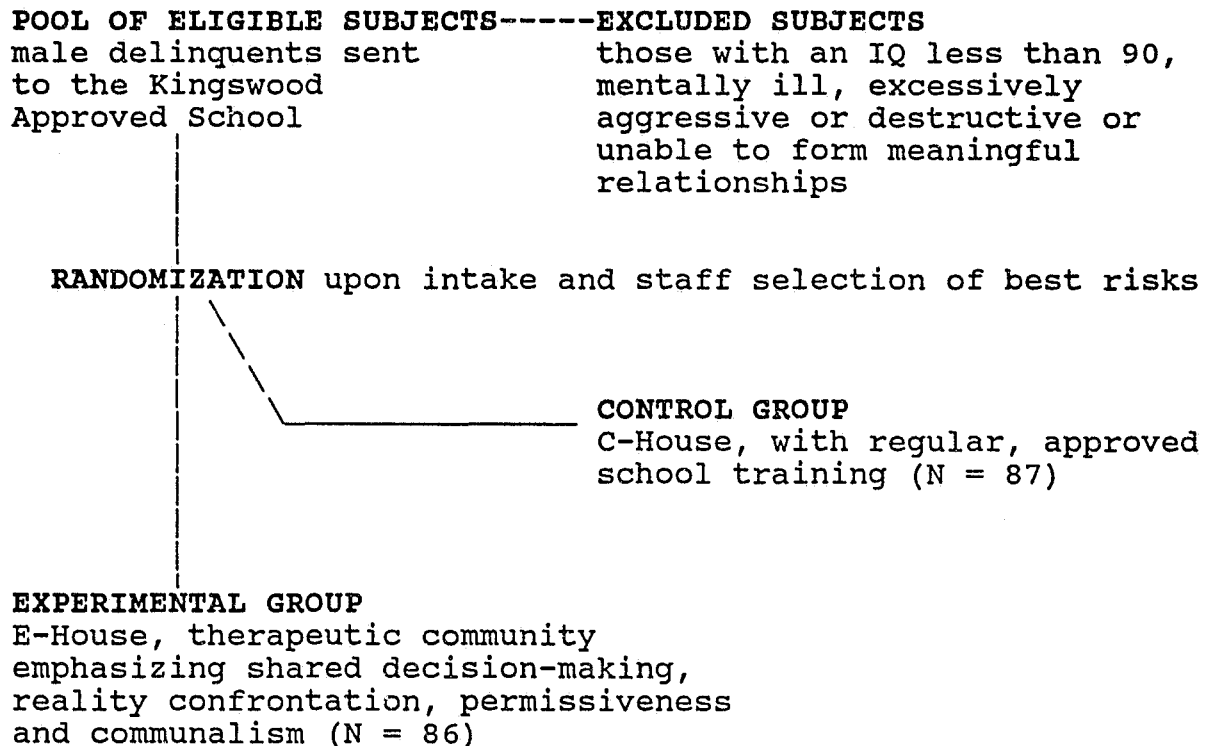 POOL OF ELIGIBLE SUBJECTS-----EXCLUDED SUBJECTS
male delinquents sent those with an IQ less than 90,
to the Kingswood mentally ill, excessively
Approved School aggressive or destructive or
unable to form meaningful
relationships
RANDOMIZATION upon intake and staff selection of best risks
CONTROL GROUP
C-House, with regular, approved
school training (N = 87)
EXPERIMENTAL GROUP
E-House, therapeutic community
emphasizing shared decision-making,
reality confrontation, permissiveness
and communalism (N = 86)